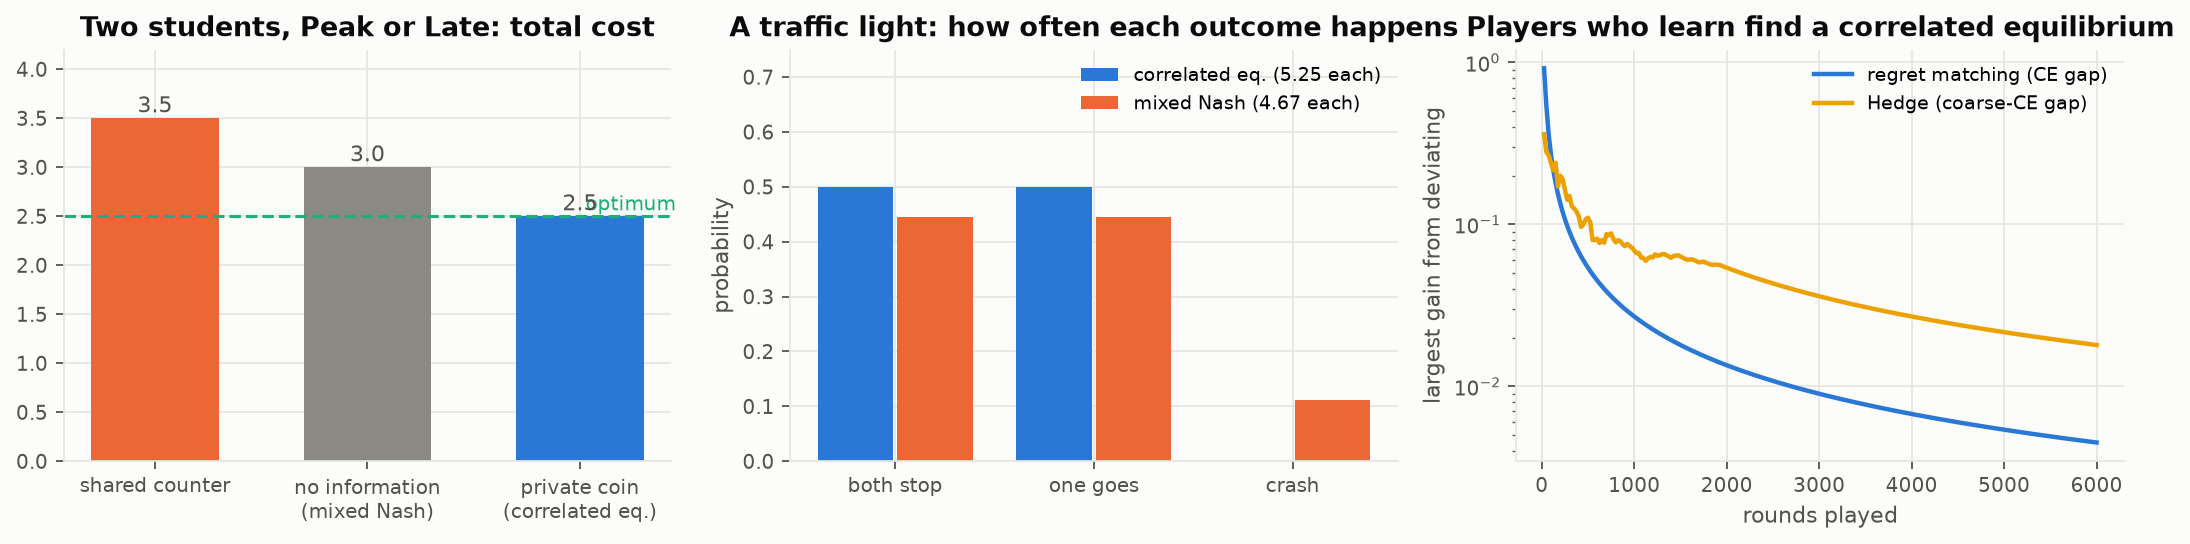 Two students, Peak or Late: total cost
4.0
3.5
3.0
2.5
2.0
1.5
1.0
0.5
0.0
3.5
3.0
2.5
optimum
shared counter
no information
(mixed Nash)
private coin
(correlated eq.)
A traffic light: how often each outcome happens
probability
0.7
0.6
0.5
0.4
0.3
0.2
0.1
0.0
correlated eq. (5.25 each)
mixed Nash (4.67 each)
both stop
one goes
crash
Players who learn find a correlated equilibrium
largest gain from deviating
10⁰
10⁻¹
10⁻²
regret matching (CE gap)
Hedge (coarse-CE gap)
0
1000
2000
3000
4000
5000
6000
rounds played